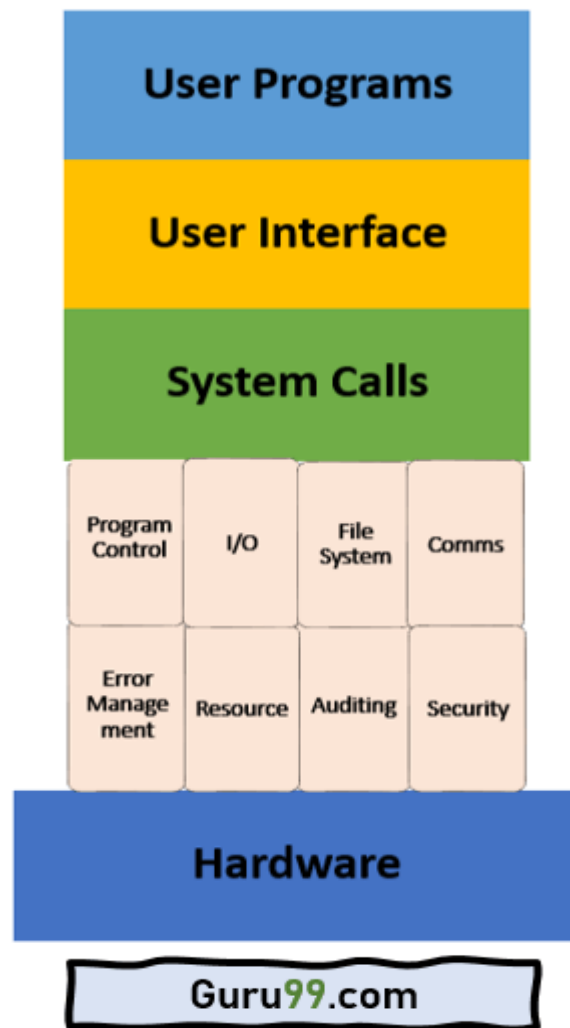 User Programs
User Interface
System Calls
Program
Control
I/O
File
System
Comms
Error
Manage
ment
Resource
Auditing
Security
Hardware
Guru99.com